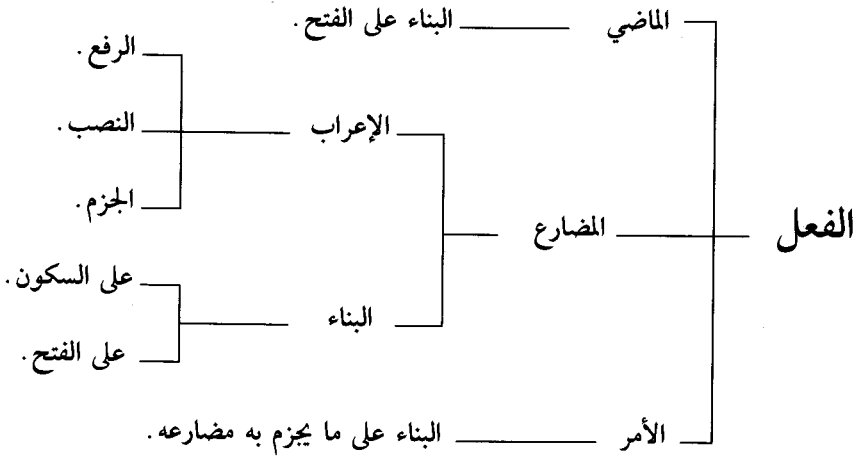 الفعل
الماضي
البناء على الفتح.
المضارع
الإعراب
الرفع.
النصب.
الجزم.
البناء
على السكون.
على الفتح.
الأمر
البناء على ما يجزم به مضارعه.